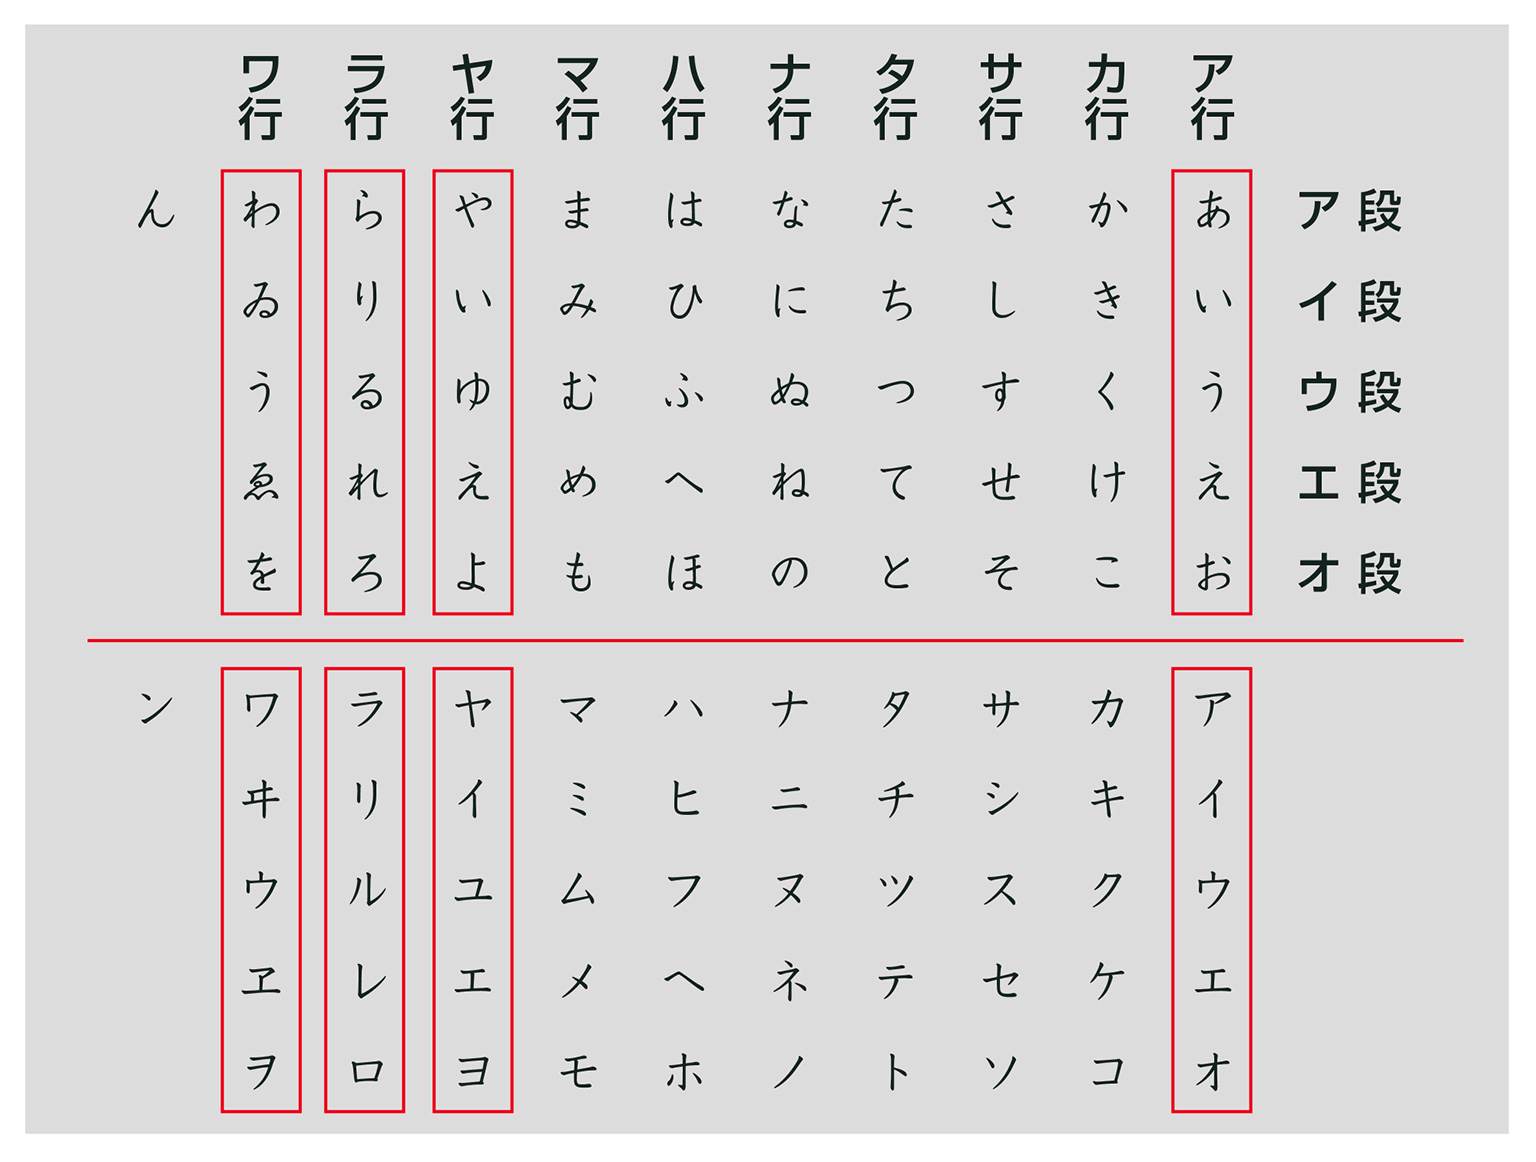 ワ行 ラ行 ヤ行 マ行 ハ行 ナ行 タ行 サ行 カ行 ア行
ん わ ら や ま は な た さ か あ ア段
ゐ り い み ひ に ち し き い イ段
う る ゆ む ふ ぬ つ す く う ウ段
ゑ れ え め へ ね て せ け え エ段
を ろ よ も ほ の と そ こ お オ段
ン ワ ラ ヤ マ ハ ナ タ サ カ ア
ヰ リ イ ミ ヒ ニ チ シ キ イ
ウ ル ユ ム フ ヌ ツ ス ク ウ
ヱ レ エ メ ヘ ネ テ セ ケ エ
ヲ ロ ヨ モ ホ ノ ト ソ コ オ